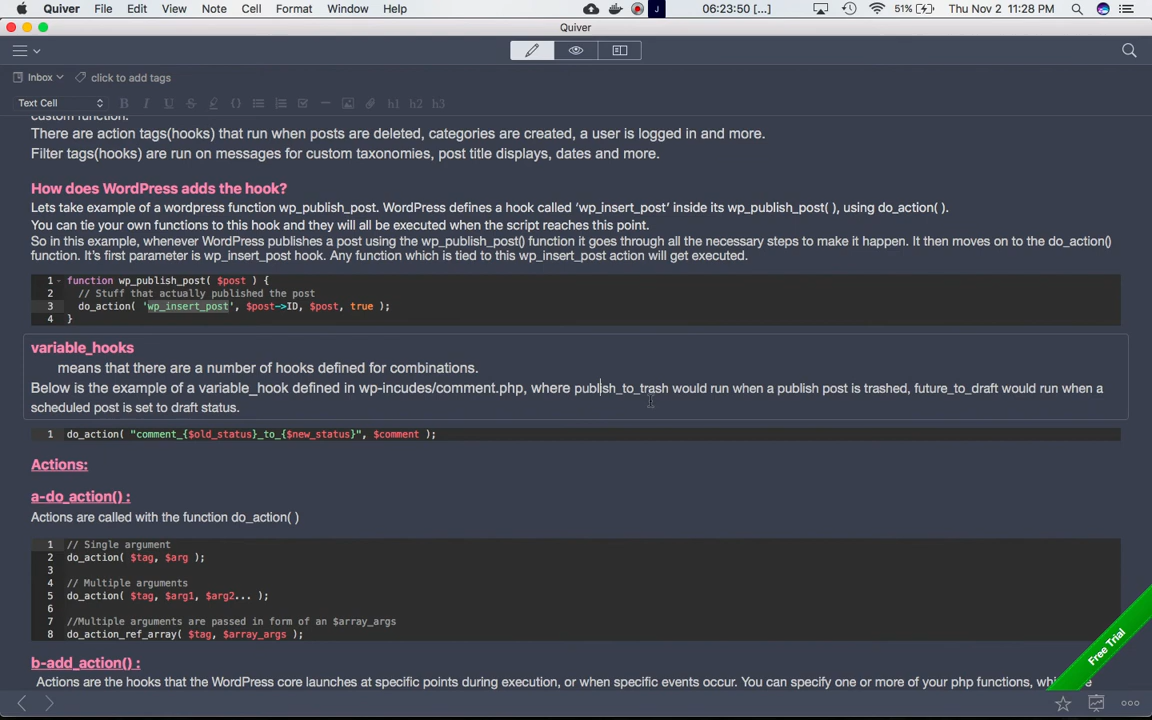 Quiver File Edit View Note Cell Format Window Help 06:23:50 [...] 51% Thu Nov 2 11:28 PM
Quiver
Inbox click to add tags
Text Cell B I U S {} h1 h2 h3
custom function.
There are action tags(hooks) that run when posts are deleted, categories are created, a user is logged in and more.
Filter tags(hooks) are run on messages for custom taxonomies, post title displays, dates and more.
How does WordPress adds the hook?
Lets take example of a wordpress function wp_publish_post. WordPress defines a hook called ‘wp_insert_post’ inside its wp_publish_post( ), using do_action( ).
You can tie your own functions to this hook and they will all be executed when the script reaches this point.
So in this example, whenever WordPress publishes a post using the wp_publish_post() function it goes through all the necessary steps to make it happen. It then moves on to the do_action()
function. It’s first parameter is wp_insert_post hook. Any function which is tied to this wp_insert_post action will get executed.
1 function wp_publish_post( $post ) {
2 // Stuff that actually published the post
3 do_action( 'wp_insert_post', $post->ID, $post, true );
4 }
variable_hooks
means that there are a number of hooks defined for combinations.
Below is the example of a variable_hook defined in wp-incudes/comment.php, where publish_to_trash would run when a publish post is trashed, future_to_draft would run when a
scheduled post is set to draft status.
1 do_action( "comment_{$old_status}_to_{$new_status}", $comment );
Actions:
a-do_action() :
Actions are called with the function do_action( )
1 // Single argument
2 do_action( $tag, $arg );
3
4 // Multiple arguments
5 do_action( $tag, $arg1, $arg2... );
6
7 //Multiple arguments are passed in form of an $array_args
8 do_action_ref_array( $tag, $array_args );
b-add_action() :
Actions are the hooks that the WordPress core launches at specific points during execution, or when specific events occur. You can specify one or more of your php functions, 
Free Trial